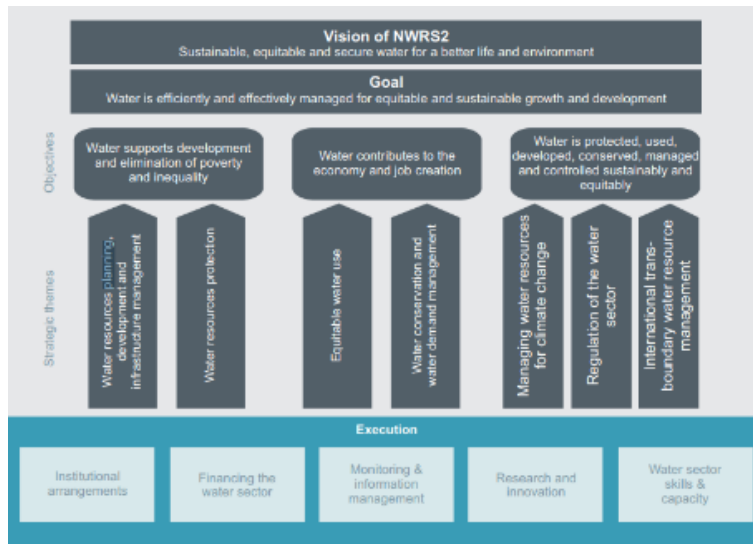 Vision of NWRS2
Sustainable, equitable and secure water for a better life and environment
Goal
Water is efficiently and effectively managed for equitable and sustainable growth and development
Objectives
Water supports development
and elimination of poverty
and inequality
Water contributes to the
economy and job creation
Water is protected, used,
developed, conserved, managed
and controlled sustainably and
equitably
Strategic themes
Water resources planning,
development and
infrastructure management
Water resources protection
Equitable water use
Water conservation and
water demand management
Managing water resources
for climate change
Regulation of the water
sector
International trans-
boundary water resource
management
Execution
Institutional
arrangements
Financing the
water sector
Monitoring &
information
management
Research and
innovation
Water sector
skills &
capacity